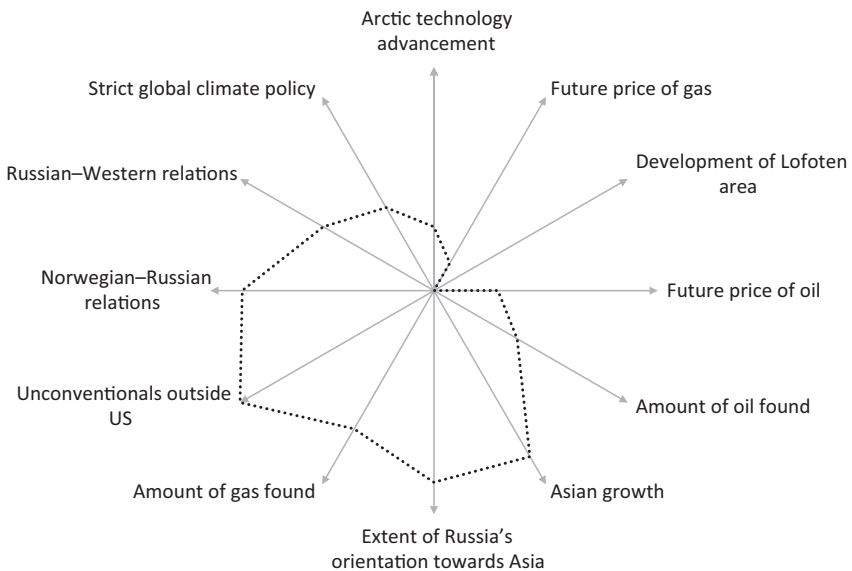 Arctic technology
advancement
Strict global climate policy
Future price of gas
Russian–Western relations
Development of Lofoten
area
Norwegian–Russian
relations
Future price of oil
Unconventionals outside
US
Amount of oil found
Amount of gas found
Asian growth
Extent of Russia's
orientation towards Asia